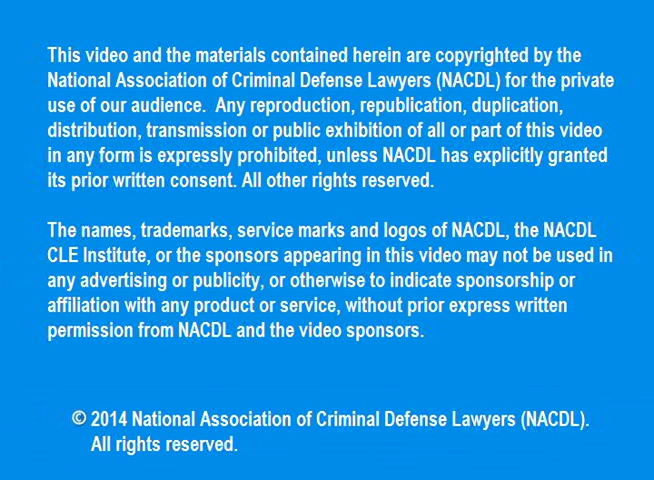 This video and the materials contained herein are copyrighted by the
National Association of Criminal Defense Lawyers (NACDL) for the private
use of our audience.  Any reproduction, republication, duplication,
distribution, transmission or public exhibition of all or part of this video
in any form is expressly prohibited, unless NACDL has explicitly granted
its prior written consent. All other rights reserved.
The names, trademarks, service marks and logos of NACDL, the NACDL
CLE Institute, or the sponsors appearing in this video may not be used in
any advertising or publicity, or otherwise to indicate sponsorship or
affiliation with any product or service, without prior express written
permission from NACDL and the video sponsors.
© 2014 National Association of Criminal Defense Lawyers (NACDL).
All rights reserved.